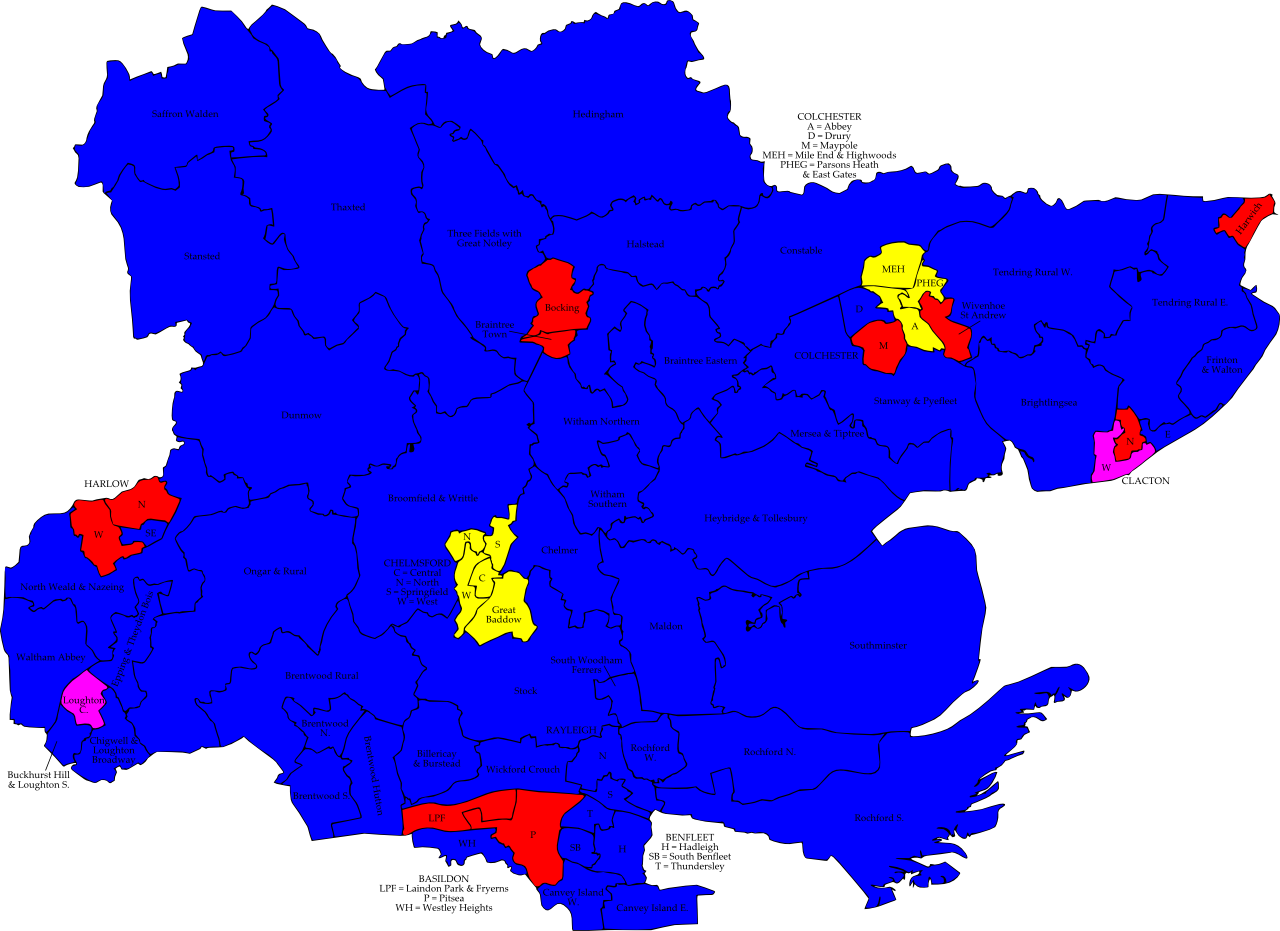 Saffron Walden
Hedingham
COLCHESTER
A = Abbey
D = Drury
M = Maypole
MEH = Mile End & Highwoods
PHEG = Parsons Heath
& East Gates
Thaxted
Stansted
Three Fields with
Great Notley
Halstead
Constable
Harwich
MEH
PHEG
Tendring Rural W.
Tendring Rural E.
Bocking
D
Wivenhoe
& Andrew
A
Braintree
Town
M
COLCHESTER
Braintree Eastern
Frinton
& Walton
Dunmow
Witham Northern
Stanway & Pyefleet
Brightlingsea
Mersea & Tiptree
E
N
W
CLACTON
HARLOW
N
W
SE
Broomfield & Writtle
Witham
Southern
Heybridge & Tollesbury
N
S
Chelmer
CHELMSFORD
C = Central
N = North
S = Springfield
W = West
C
W
Great
Baddow
North Weald & Nazeing
Ongar & Rural
Epping & Theydon Bois
Maldon
Southminster
Waltham Abbey
Brentwood Rural
South Woodham
Ferrers
Stock
Loughton
C.
Brentwood
N.
Brentwood Hutton
RAYLEIGH
N
Rochford
W.
Rochford N.
Chigwell &
Loughton
Broadway
Billericay
& Burstead
Wickford Crouch
Buckhurst Hill
& Loughton S.
Brentwood S.
S
LPF
P
T
Rochford S.
WH
SB
H
BENFLEET
H = Hadleigh
SB = South Benfleet
T = Thundersley
BASILDON
LPF = Laindon Park & Fryerns
P = Pitsea
WH = Westley Heights
Canvey Island
W.
Canvey Island E.